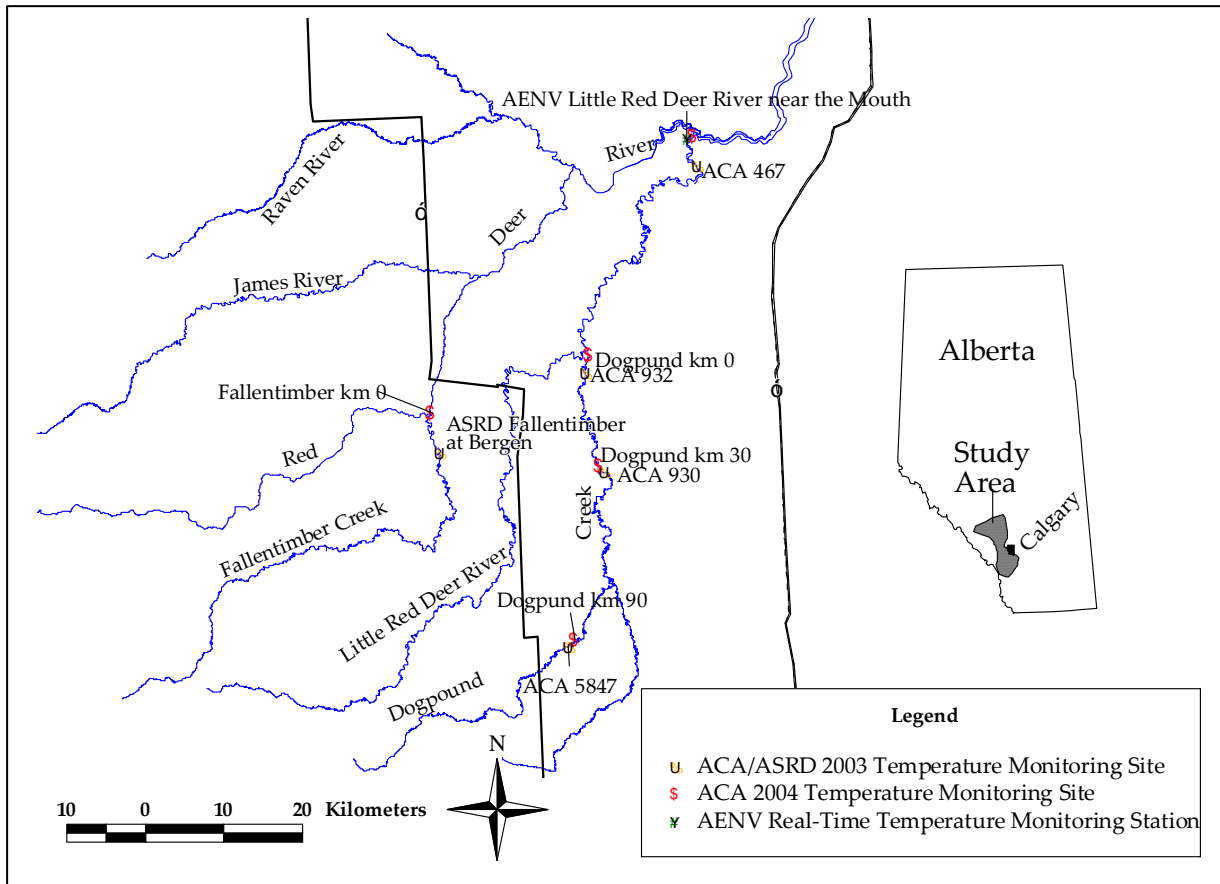 AENV Little Red Deer River near the Mouth
River
ACA 467
Raven River
Deer
James River
Alberta
Dogpund km 0
ACA 932
Fallentimber km 0
ASRD Fallentimber
at Bergen
Red
Dogpund km 30
ACA 930
Study
Area
Creek
Calgary
Fallentimber Creek
Little Red Deer River
Dogpund km 90
ACA 5847
Dogpound
N
10 0 10 20 Kilometers
Legend
U ACA/ASRD 2003 Temperature Monitoring Site
$ ACA 2004 Temperature Monitoring Site
¥ AENV Real-Time Temperature Monitoring Station